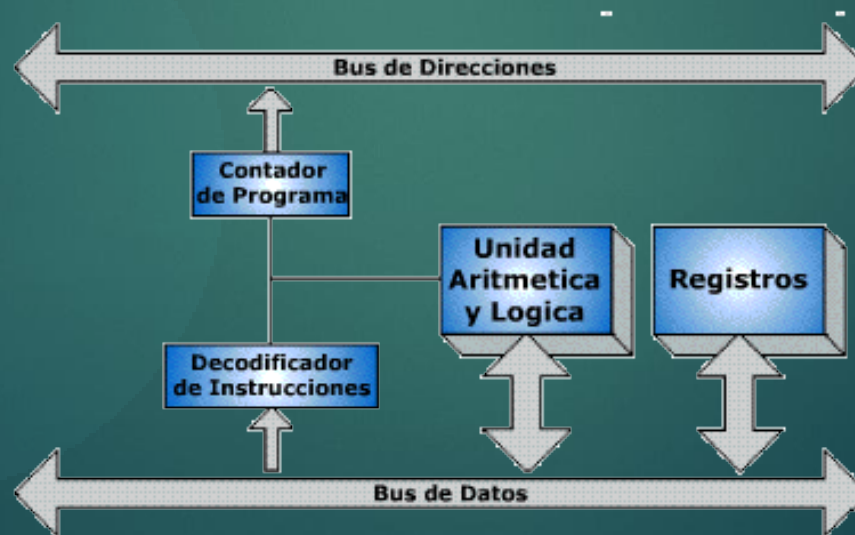 Bus de Direcciones
Contador
de Programa
Unidad
Aritmetica
y Logica
Registros
Decodificador
de Instrucciones
Bus de Datos